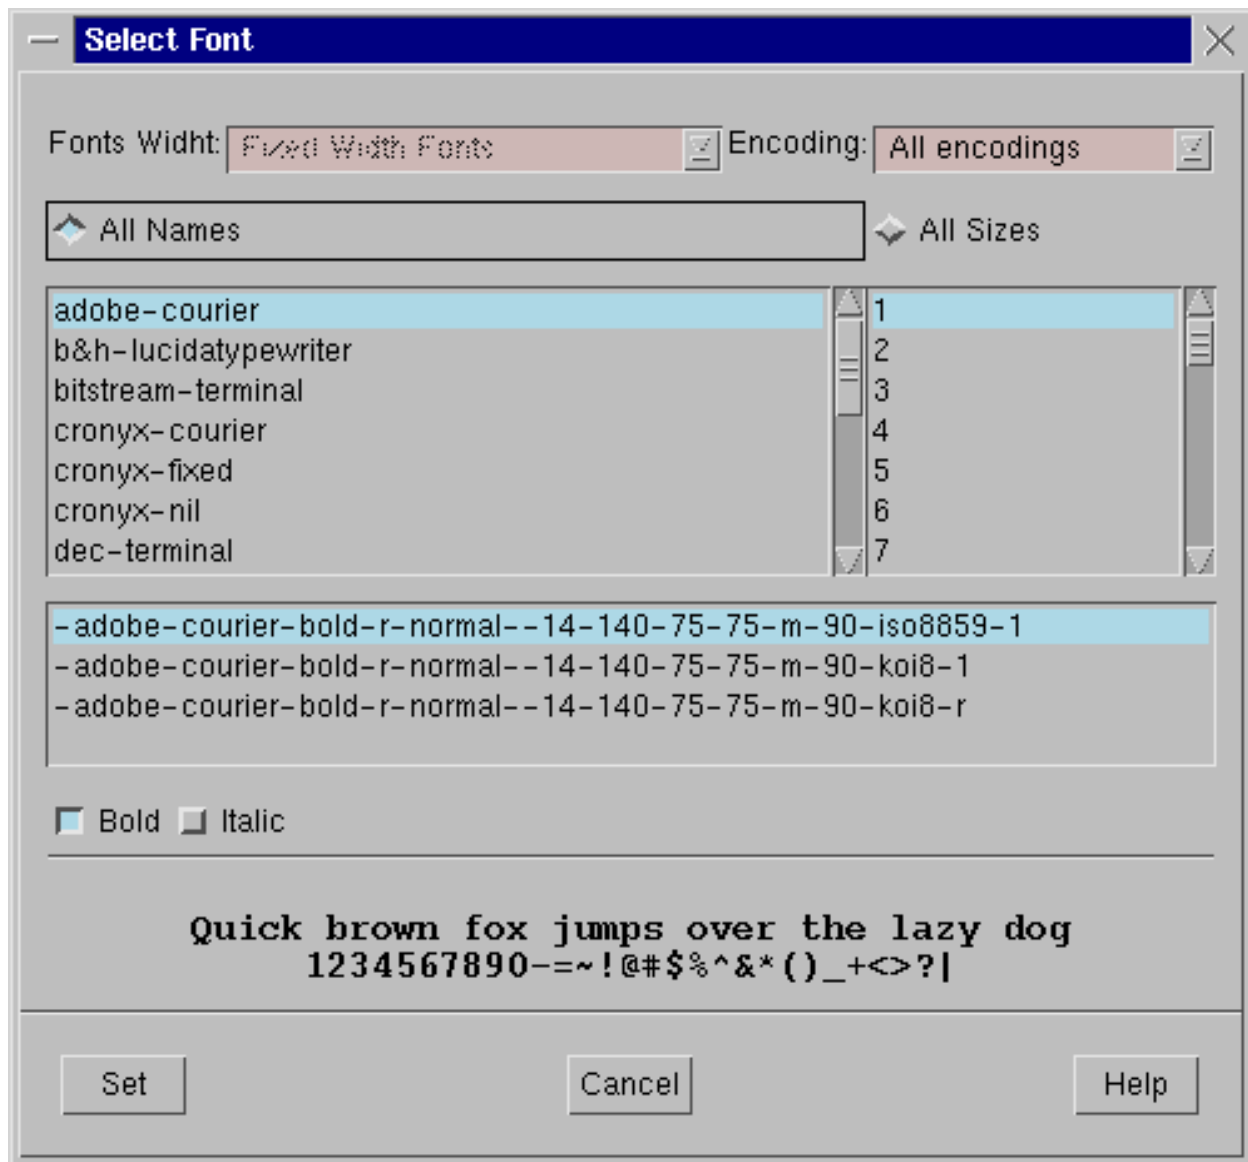 Select Font
Fonts Widht: Fixed Width Fonts Encoding: All encodings
All Names All Sizes
adobe-courier 1
b&h-lucidatypewriter 2
bitstream-terminal 3
cronyx-courier 4
cronyx-fixed 5
cronyx-nil 6
dec-terminal 7
-adobe-courier-bold-r-normal--14-140-75-75-m-90-iso8859-1
-adobe-courier-bold-r-normal--14-140-75-75-m-90-koi8-1
-adobe-courier-bold-r-normal--14-140-75-75-m-90-koi8-r
Bold Italic
Quick brown fox jumps over the lazy dog
1234567890-=~!@#$%^&*()_+<>?|
Set Cancel Help